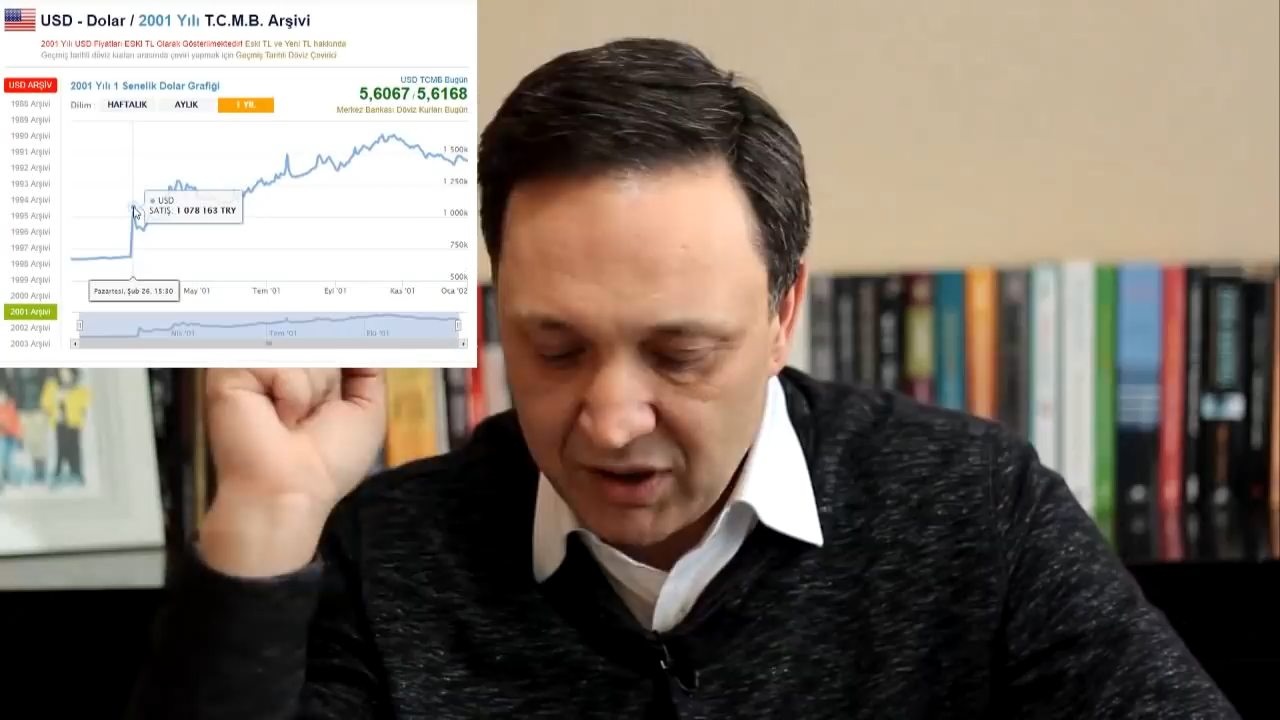 USD - Dolar / 2001 Yılı T.C.M.B. Arşivi
2001 Yılı USD Fiyatları ESKİ TL Olarak Gösterilmektedir! Eski TL ve Yeni TL hakkında
Geçmiş tarihli döviz kurları arasında çeviri yapmak için Geçmiş Tarihli Döviz Çevirici
USD ARŞİV
1988 Arşivi
1989 Arşivi
1990 Arşivi
1991 Arşivi
1992 Arşivi
1993 Arşivi
1994 Arşivi
1995 Arşivi
1996 Arşivi
1997 Arşivi
1998 Arşivi
1999 Arşivi
2000 Arşivi
2001 Arşivi
2002 Arşivi
2003 Arşivi
2001 Yılı 1 Senelik Dolar Grafiği
USD TCMB Bugün
5,6067 / 5,6168
Merkez Bankası Döviz Kurları Bugün
Dilim HAFTALIK AYLIK 1 YIL
1 500k
1 250k
1 000k
750k
500k
USD
SATIŞ: 1 078 163 TRY
Pazartesi, Şub 26, 15:30
May '01 Tem '01 Eyl '01 Kas '01 Oca '02
Nis '01 Tem '01 Eki '01